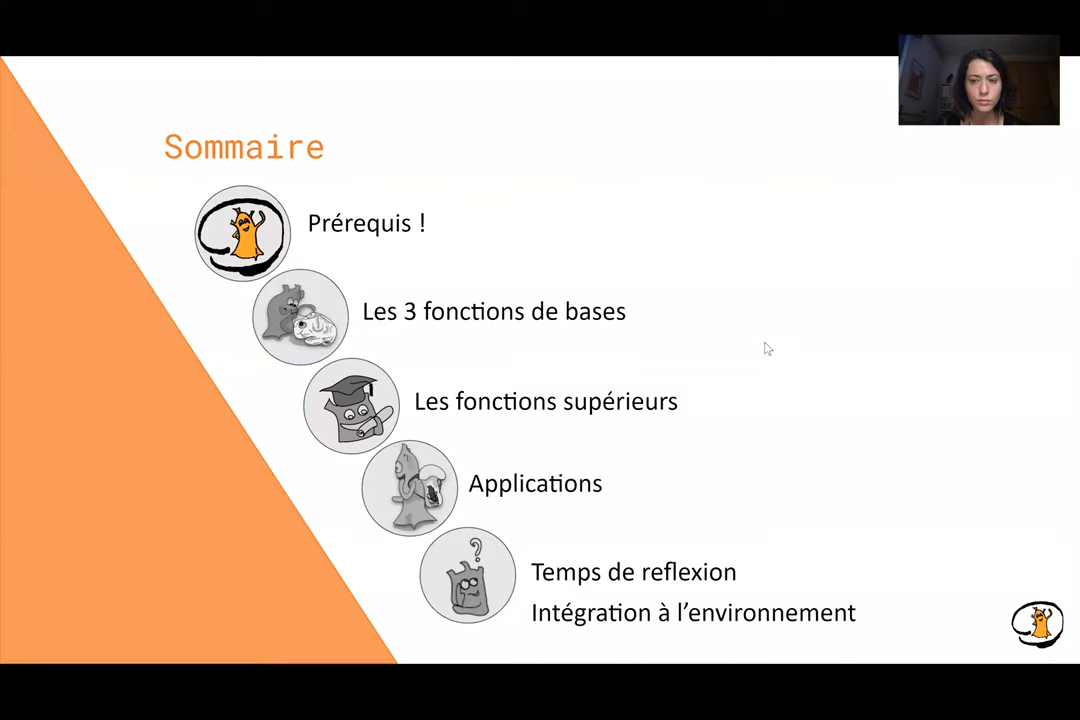 Sommaire
Prérequis !
Les 3 fonctions de bases
Les fonctions supérieurs
Applications
?
Temps de reflexion
Intégration à l’environnement